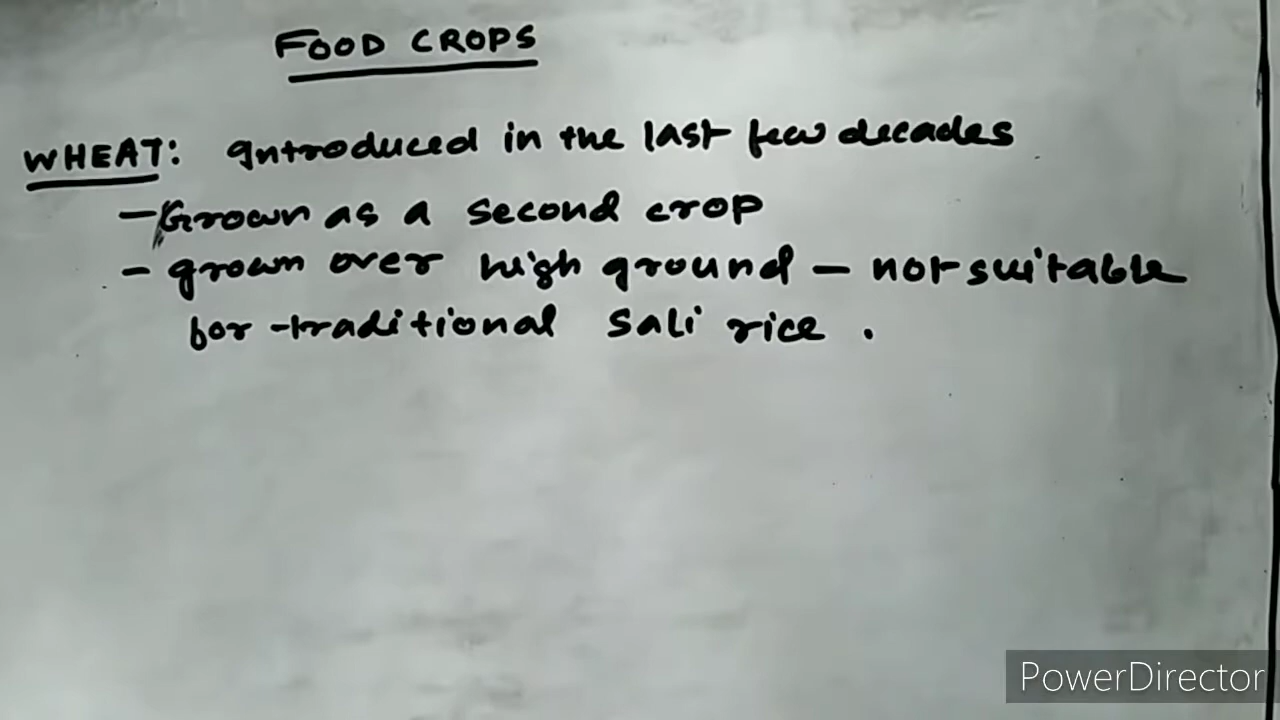 FOOD CROPS
WHEAT: Introduced in the last few decades
- Grown as a second crop
- grown over high ground - not suitable
for traditional Sali rice.
PowerDirector